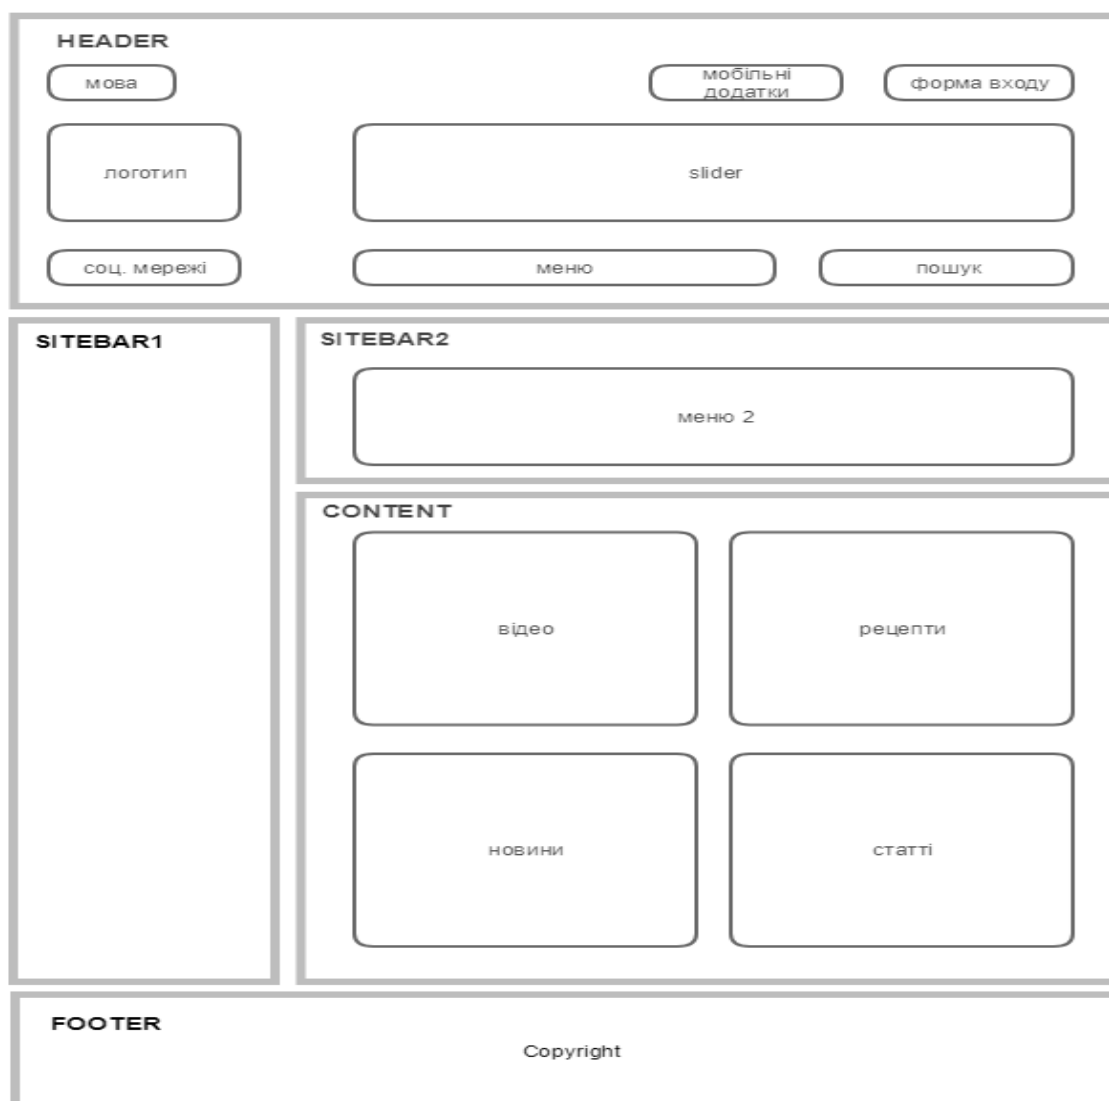 HEADER
мова
мобільні
додатки
форма входу
логотип
slider
соц. мережі
меню
пошук
SITEBAR1
SITEBAR2
меню 2
CONTENT
відео
рецепти
новини
статті
FOOTER
Copyright